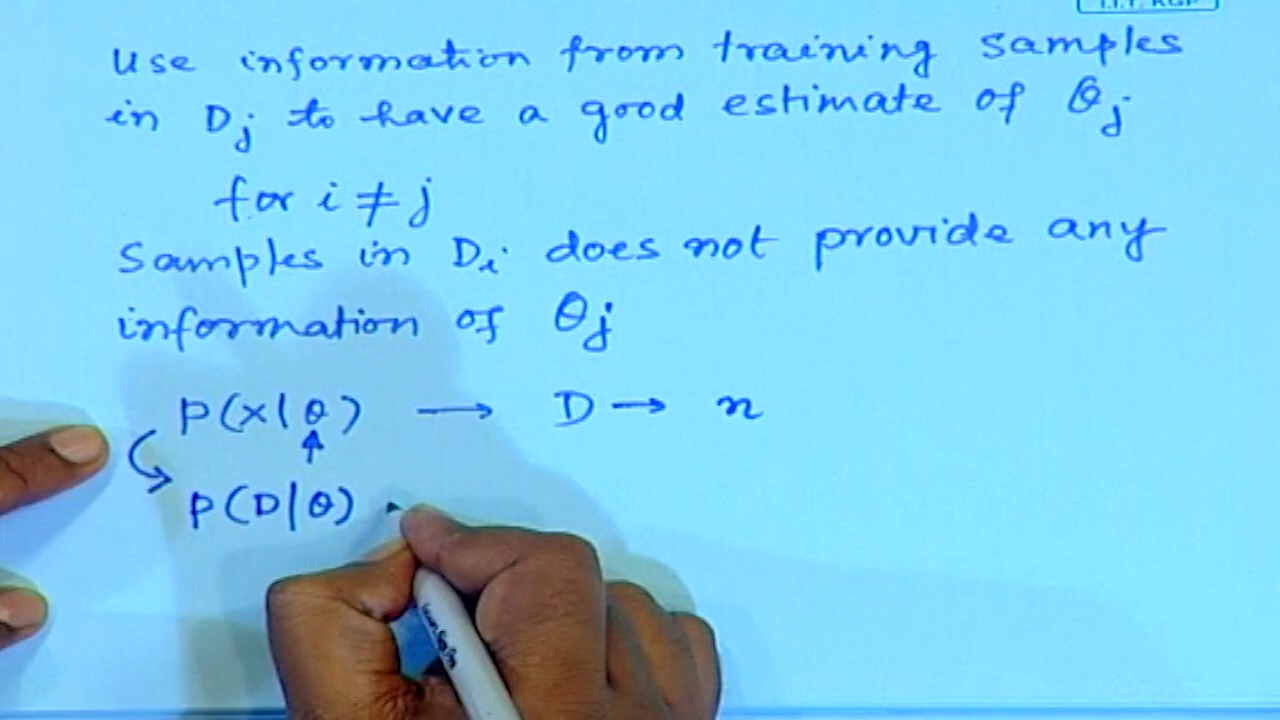 I.I.T. KGP
Use information from training samples
in Dj to have a good estimate of θj
for i ≠ j
Samples in Di does not provide any
information of θj
P(X|θ) → D → n
P(D|θ)